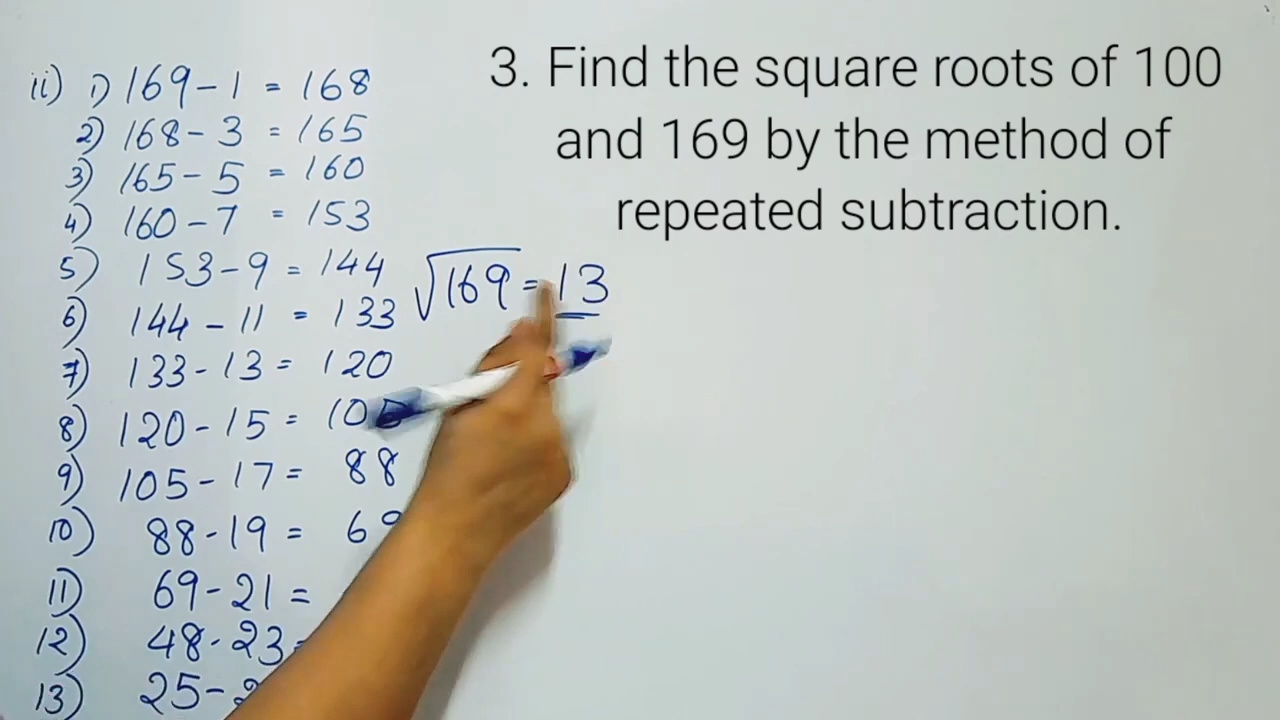 3. Find the square roots of 100
and 169 by the method of
repeated subtraction.
ii) 1) 169 - 1 = 168
2) 168 - 3 = 165
3) 165 - 5 = 160
4) 160 - 7 = 153
5) 153 - 9 = 144
6) 144 - 11 = 133
7) 133 - 13 = 120
8) 120 - 15 = 105
9) 105 - 17 = 88
10) 88 - 19 = 69
11) 69 - 21 =
12) 48 - 23 =
13) 25 - 2
√169 = 13